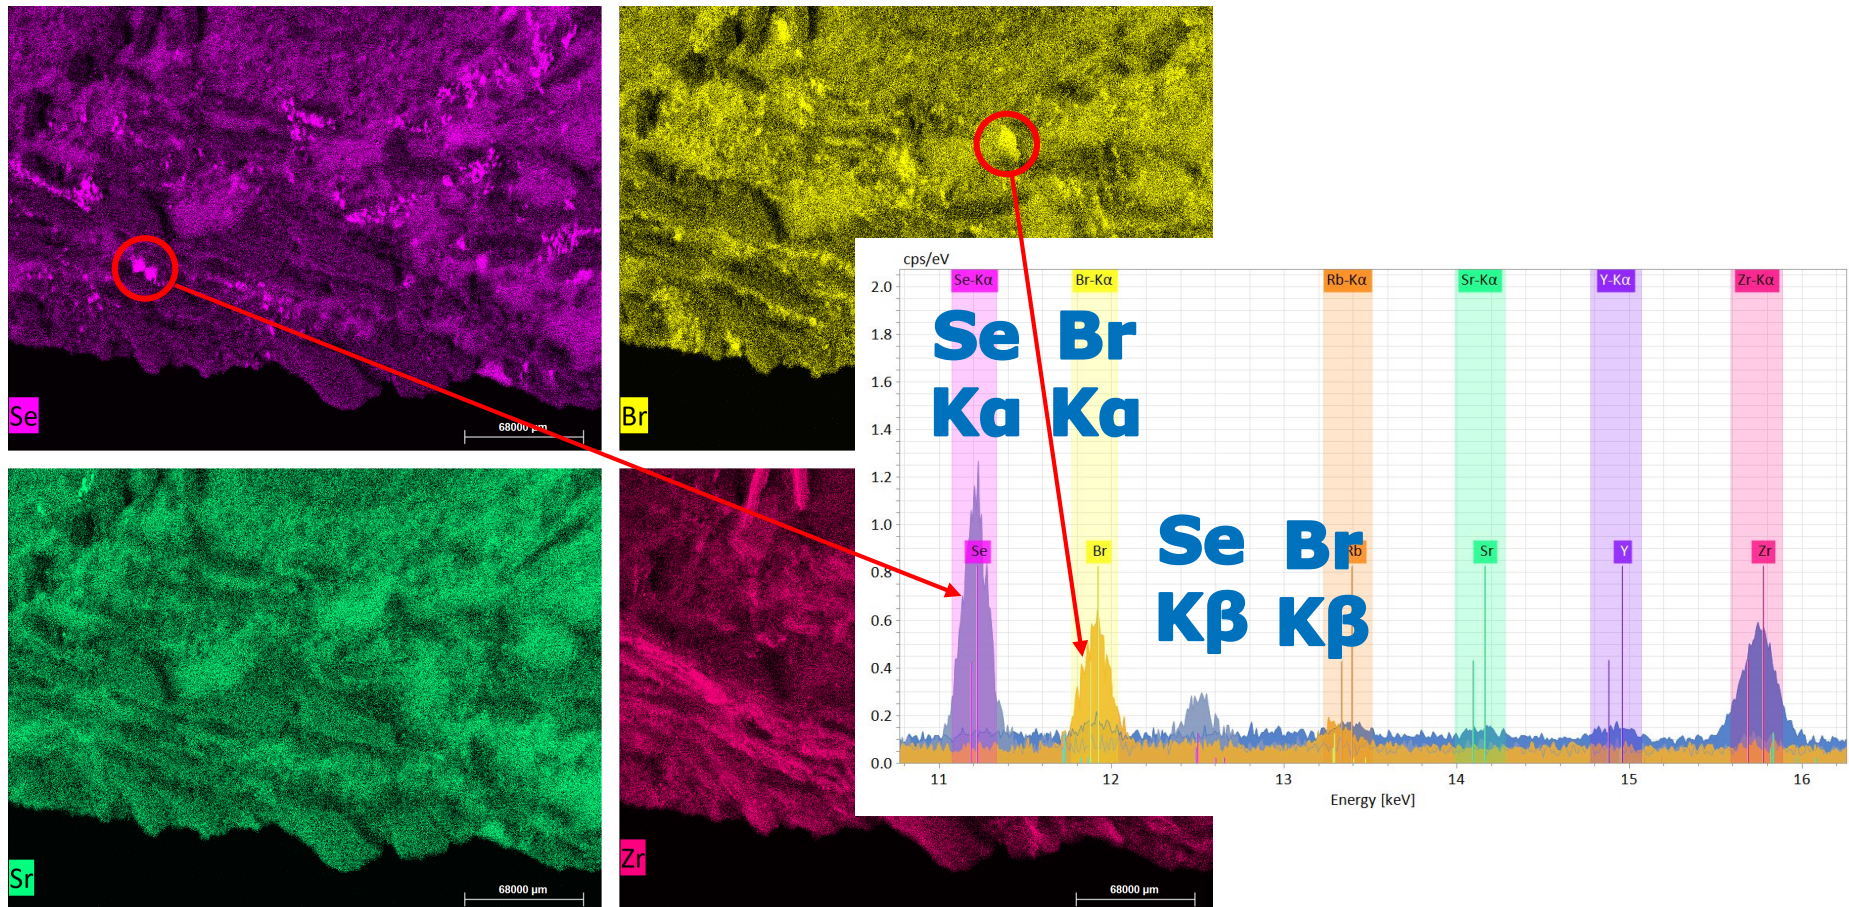 Se
68000 µm
Br
Sr
68000 µm
Zr
68000 µm
cps/eV
Se-Kα Br-Kα Rb-Kα Sr-Kα Y-Kα Zr-Kα
2.0
1.8
1.6
1.4
1.2
1.0
0.8
0.6
0.4
0.2
0.0
Se Br
Kα Kα
Se Br
Kβ Kβ
Se Br Rb Sr Y Zr
11 12 13 14 15 16
Energy [keV]